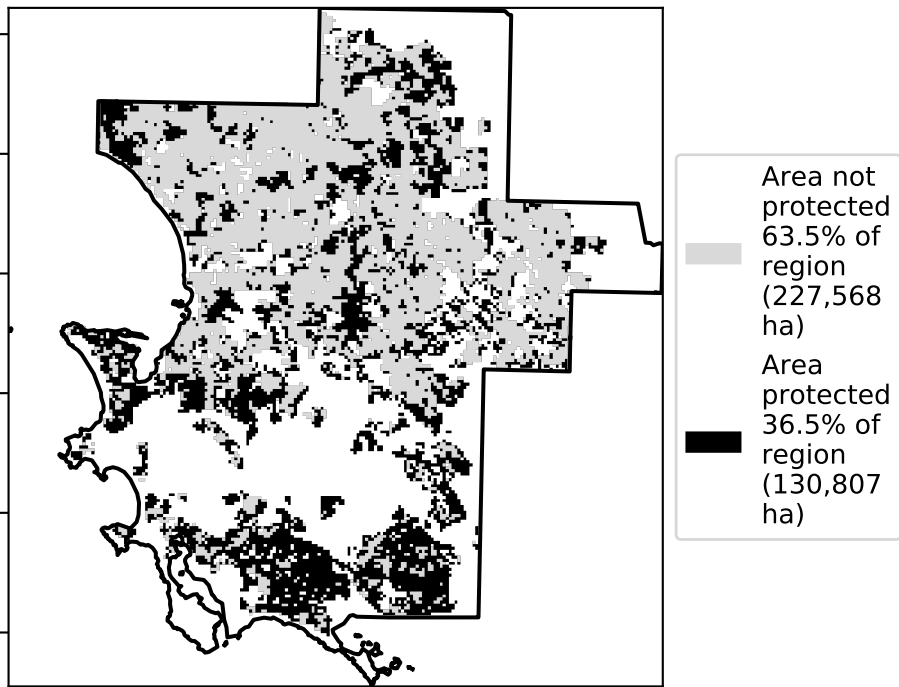 Area not
protected
63.5% of
region
(227,568
ha)
Area
protected
36.5% of
region
(130,807
ha)